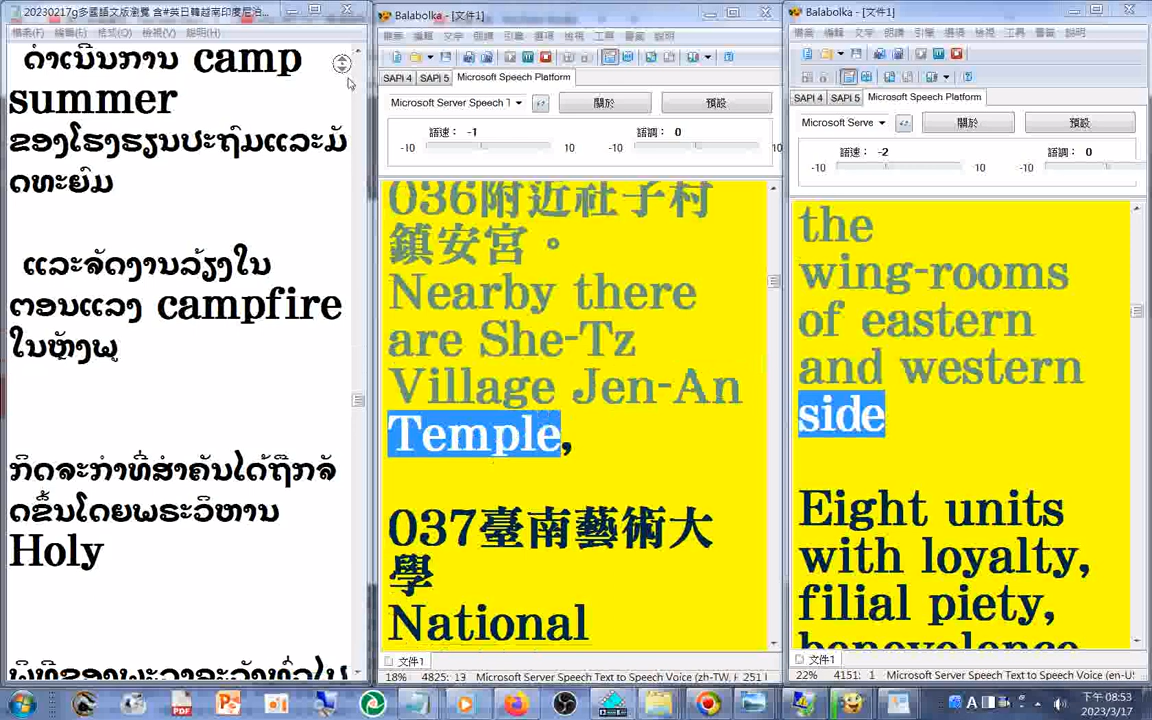 20230217g多國語文版瀏覽 含#英日韓越南印度尼泊...
檔案(F) 編輯(E) 格式(O) 檢視(V) 說明(H)
ດຳເນີນການ camp
summer
ຂອງໂຮງຮຽນປະຖົມແລະມັ
ດທະຍົມ
ແລະຈັດງານລ້ຽງໃນ
ຕອນແລງ campfire
ໃນຫ້ັງພຸ
ກິດຈະກຳທີ່ສຳຄັນໄດ້ຖືກຈັ
ດຂຶ້ນໂດຍພຣະວິຫານ
Holy
Balabolka - [文件1]
SAPI 4 SAPI 5 Microsoft Speech Platform
Microsoft Server Speech T 關於 預設
語速： -1 語調： 0
-10 10 -10 10
036附近社子村
鎮安宮。
Nearby there
are She-Tz
Village Jen-An
Temple,
037臺南藝術大
學
National
文件1
18% 4825: 13 Microsoft Server Speech Text to Speech Voice (zh-TW, H 251 I
Balabolka - [文件1]
SAPI 4 SAPI 5 Microsoft Speech Platform
Microsoft Serve 關於 預設
語速： -2 語調： 0
-10 10 -10
the
wing-rooms
of eastern
and western
side
Eight units
with loyalty,
filial piety,
benevolence
文件1
22% 4151: 1 Microsoft Server Speech Text to Speech Voice (en-U
下午 08:53
2023/3/17